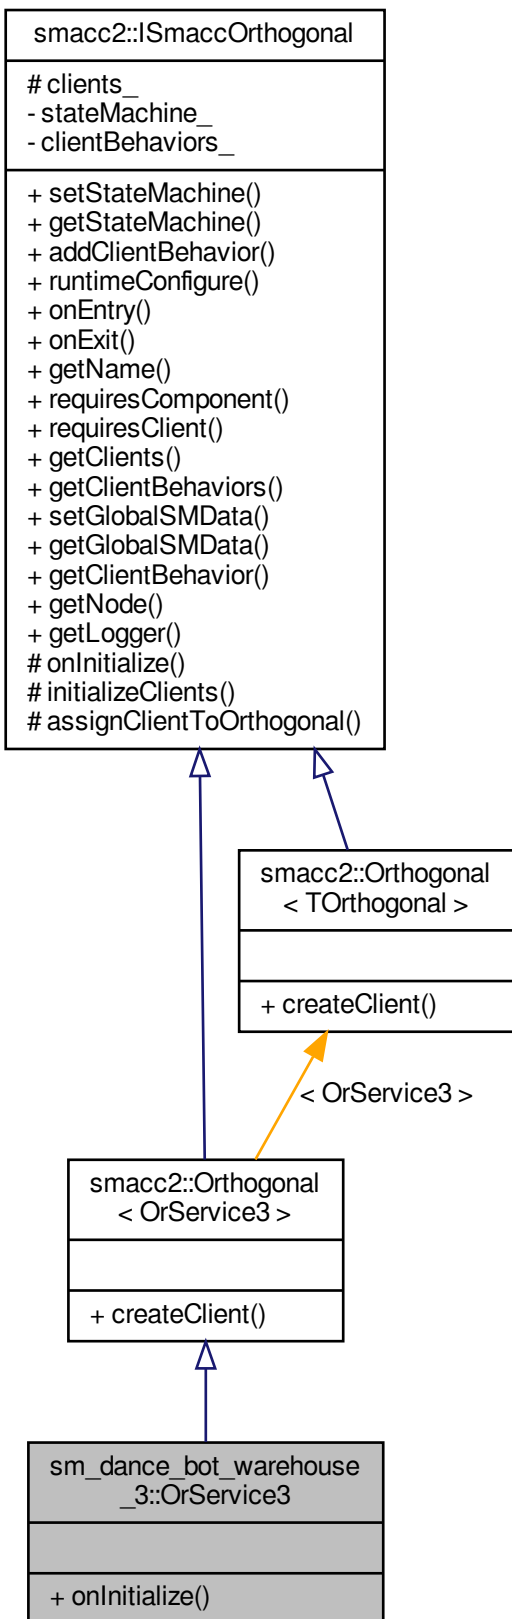 smacc2::ISmaccOrthogonal
# clients_
- stateMachine_
- clientBehaviors_
+ setStateMachine()
+ getStateMachine()
+ addClientBehavior()
+ runtimeConfigure()
+ onEntry()
+ onExit()
+ getName()
+ requiresComponent()
+ requiresClient()
+ getClients()
+ getClientBehaviors()
+ setGlobalSMData()
+ getGlobalSMData()
+ getClientBehavior()
+ getNode()
+ getLogger()
# onInitialize()
# initializeClients()
# assignClientToOrthogonal()
smacc2::Orthogonal
< TOrthogonal >
+ createClient()
< OrService3 >
smacc2::Orthogonal
< OrService3 >
+ createClient()
sm_dance_bot_warehouse
_3::OrService3
+ onInitialize()